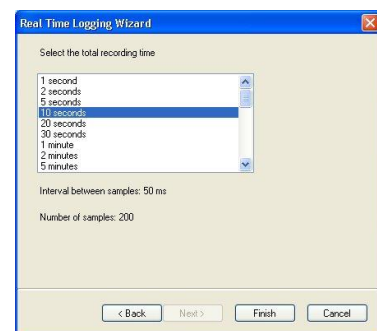 Real Time Logging Wizard
Select the total recording time
1 second
2 seconds
5 seconds
10 seconds
20 seconds
30 seconds
1 minute
2 minutes
5 minutes
Interval between samples: 50 ms
Number of samples: 200
< Back Next > Finish Cancel